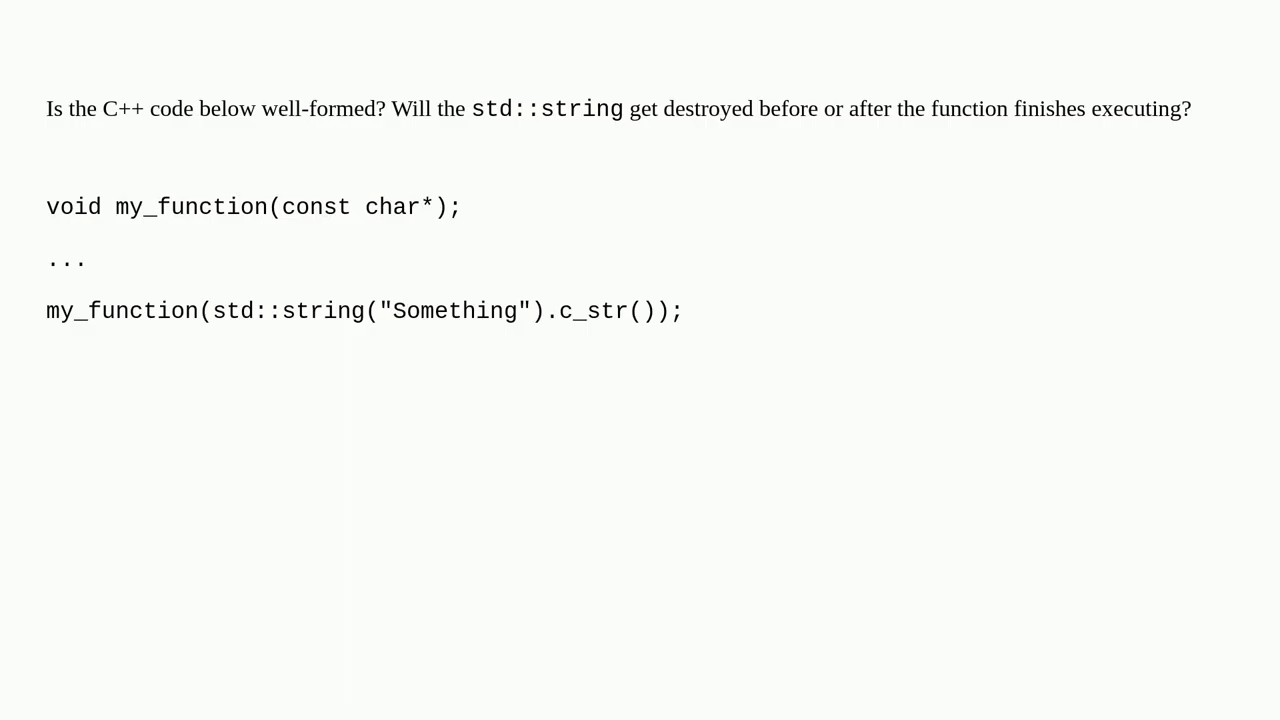 Is the C++ code below well-formed? Will the std::string get destroyed before or after the function finishes executing?
void my_function(const char*);
...
my_function(std::string("Something").c_str());